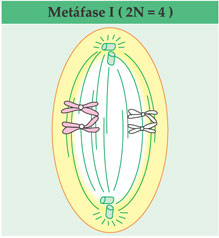 Metáfase I ( 2N = 4 )